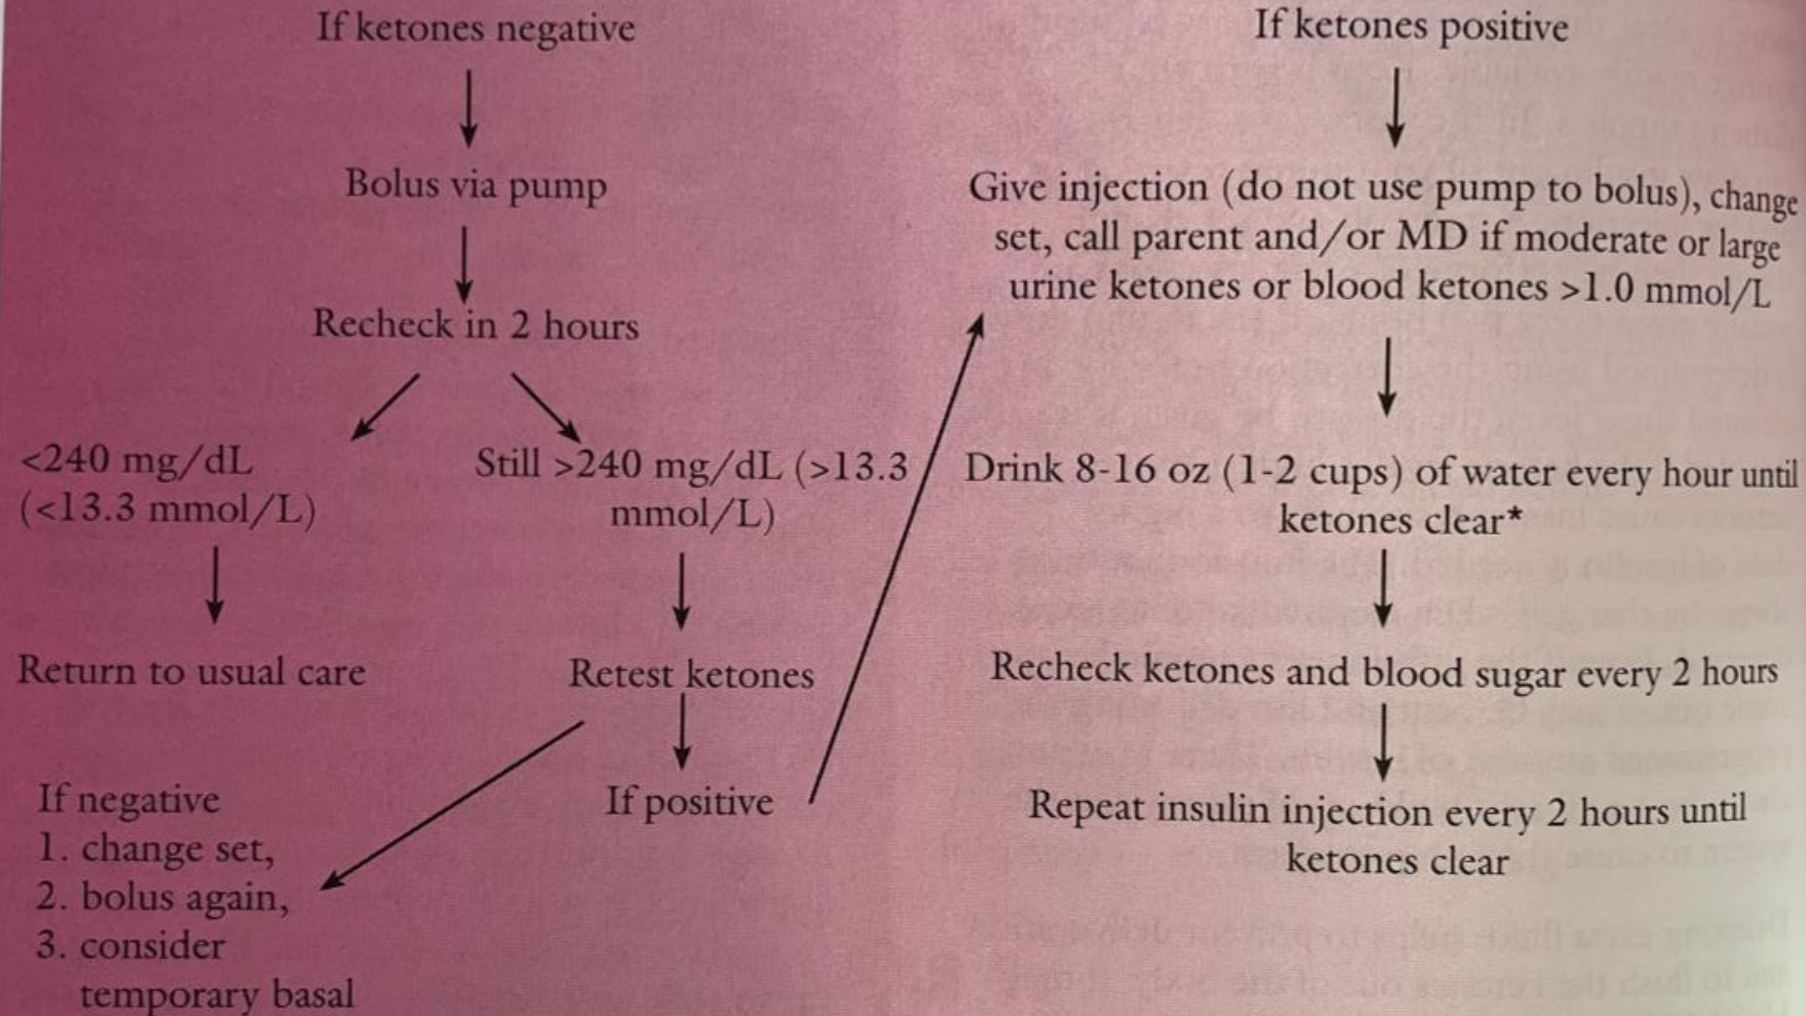 If ketones negative
Bolus via pump
Recheck in 2 hours
<240 mg/dL
(<13.3 mmol/L)
Still >240 mg/dL (>13.3
mmol/L)
Return to usual care
Retest ketones
If negative
1. change set,
2. bolus again,
3. consider
temporary basal
If positive
If ketones positive
Give injection (do not use pump to bolus), change
set, call parent and/or MD if moderate or large
urine ketones or blood ketones >1.0 mmol/L
Drink 8-16 oz (1-2 cups) of water every hour until
ketones clear*
Recheck ketones and blood sugar every 2 hours
Repeat insulin injection every 2 hours until
ketones clear